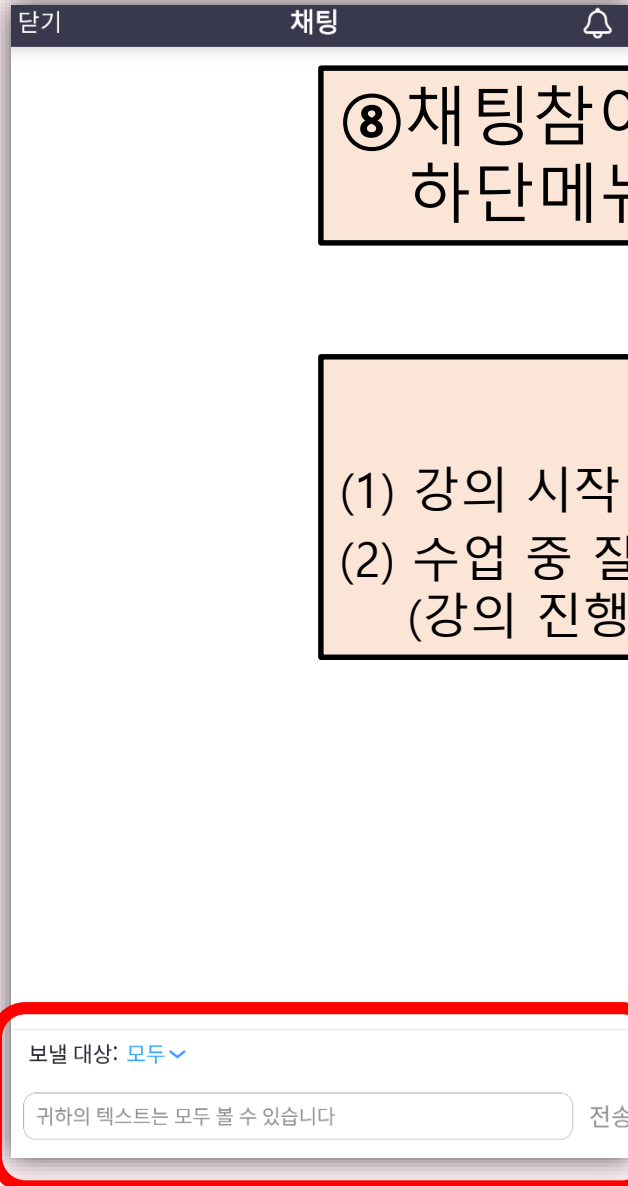 닫기 채팅
⑧채팅참
하단메
(1) 강의 시작
(2) 수업 중
(강의 진행
보낼 대상: 모두
귀하의 텍스트는 모두 볼 수 있습니다
전송